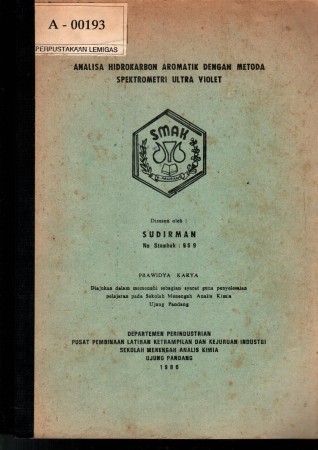 A - 00193
PERPUSTAKAAN LEMIGAS
ANALISA HIDROKARBON AROMATIK DENGAN METODA
SPEKTROMETRI ULTRA VIOLET
SMAK
Disusun oleh :
SUDIRMAN
No Stambuk : 669
PRAWIDYA KARYA
Diajukan dalam memenuhi sebagian syarat guna penyelesaian
pelajaran pada Sekolah Menengah Analis Kimia
Ujung Pandang
DEPARTEMEN PERINDUSTRIAN
PUSAT PEMBINAAN LATIHAN KETRAMPILAN DAN KEJURUAN INDUSTRI
SEKOLAH MENENGAH ANALIS KIMIA
UJUNG PANDANG
1986